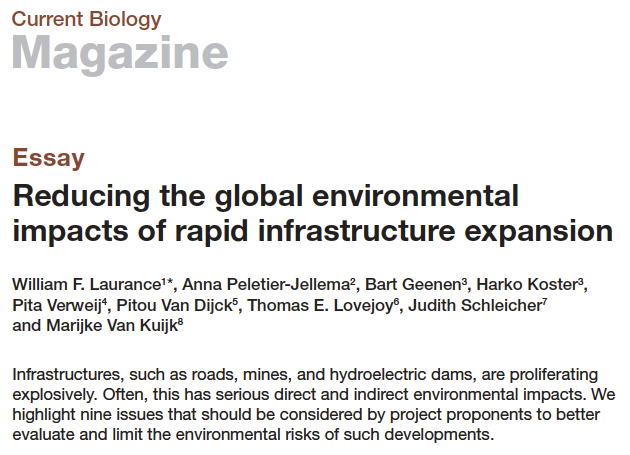 Current Biology
Magazine
Essay
Reducing the global environmental
impacts of rapid infrastructure expansion
William F. Laurance¹*, Anna Peletier-Jellema², Bart Geenen³, Harko Koster³,
Pita Verweij⁴, Pitou Van Dijck⁵, Thomas E. Lovejoy⁶, Judith Schleicher⁷
and Marijke Van Kuijk⁸
Infrastructures, such as roads, mines, and hydroelectric dams, are proliferating
explosively. Often, this has serious direct and indirect environmental impacts. We
highlight nine issues that should be considered by project proponents to better
evaluate and limit the environmental risks of such developments.